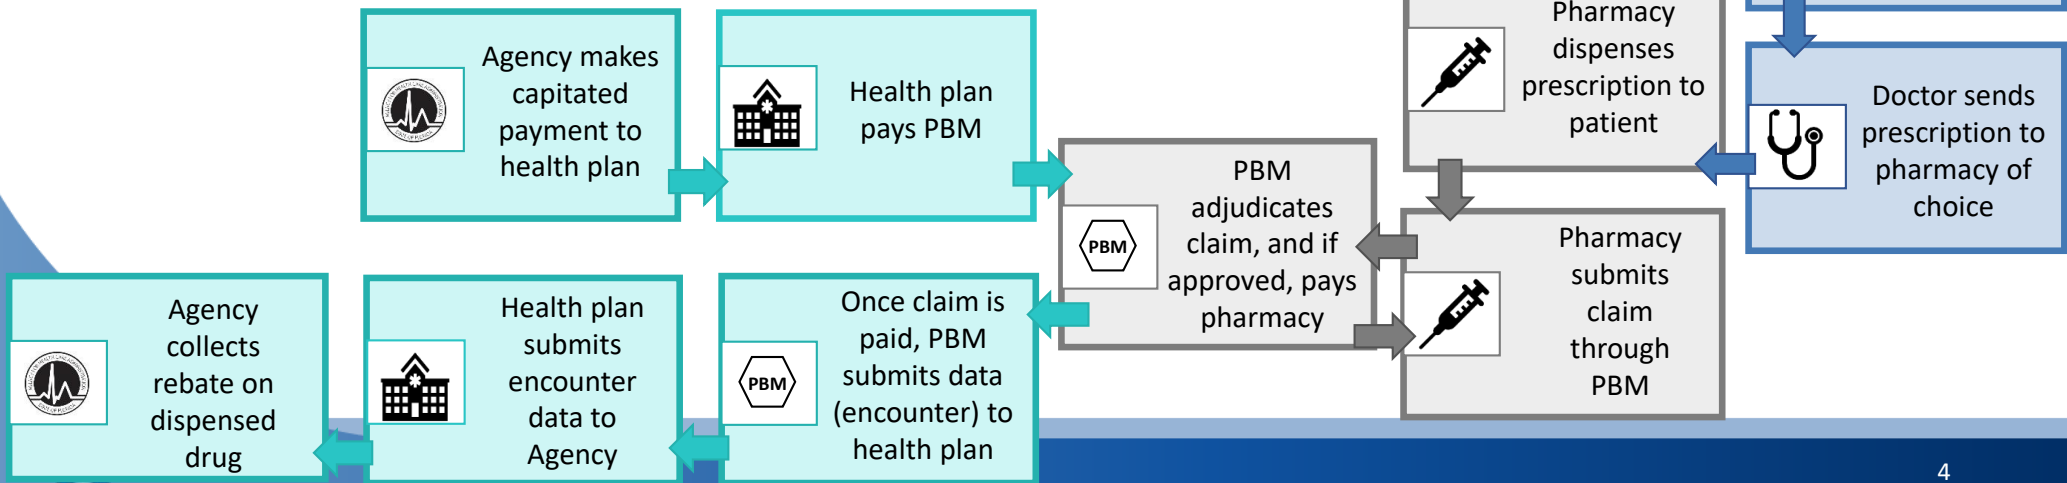 Agency makes
capitated
payment to
health plan
Health plan
pays PBM
PBM
PBM
adjudicates
claim, and if
approved, pays
pharmacy
Pharmacy
dispenses
prescription to
patient
Doctor sends
prescription to
pharmacy of
choice
Pharmacy
submits
claim
through
PBM
Agency
collects
rebate on
dispensed
drug
Health plan
submits
encounter
data to
Agency
PBM
Once claim is
paid, PBM
submits data
(encounter) to
health plan
4